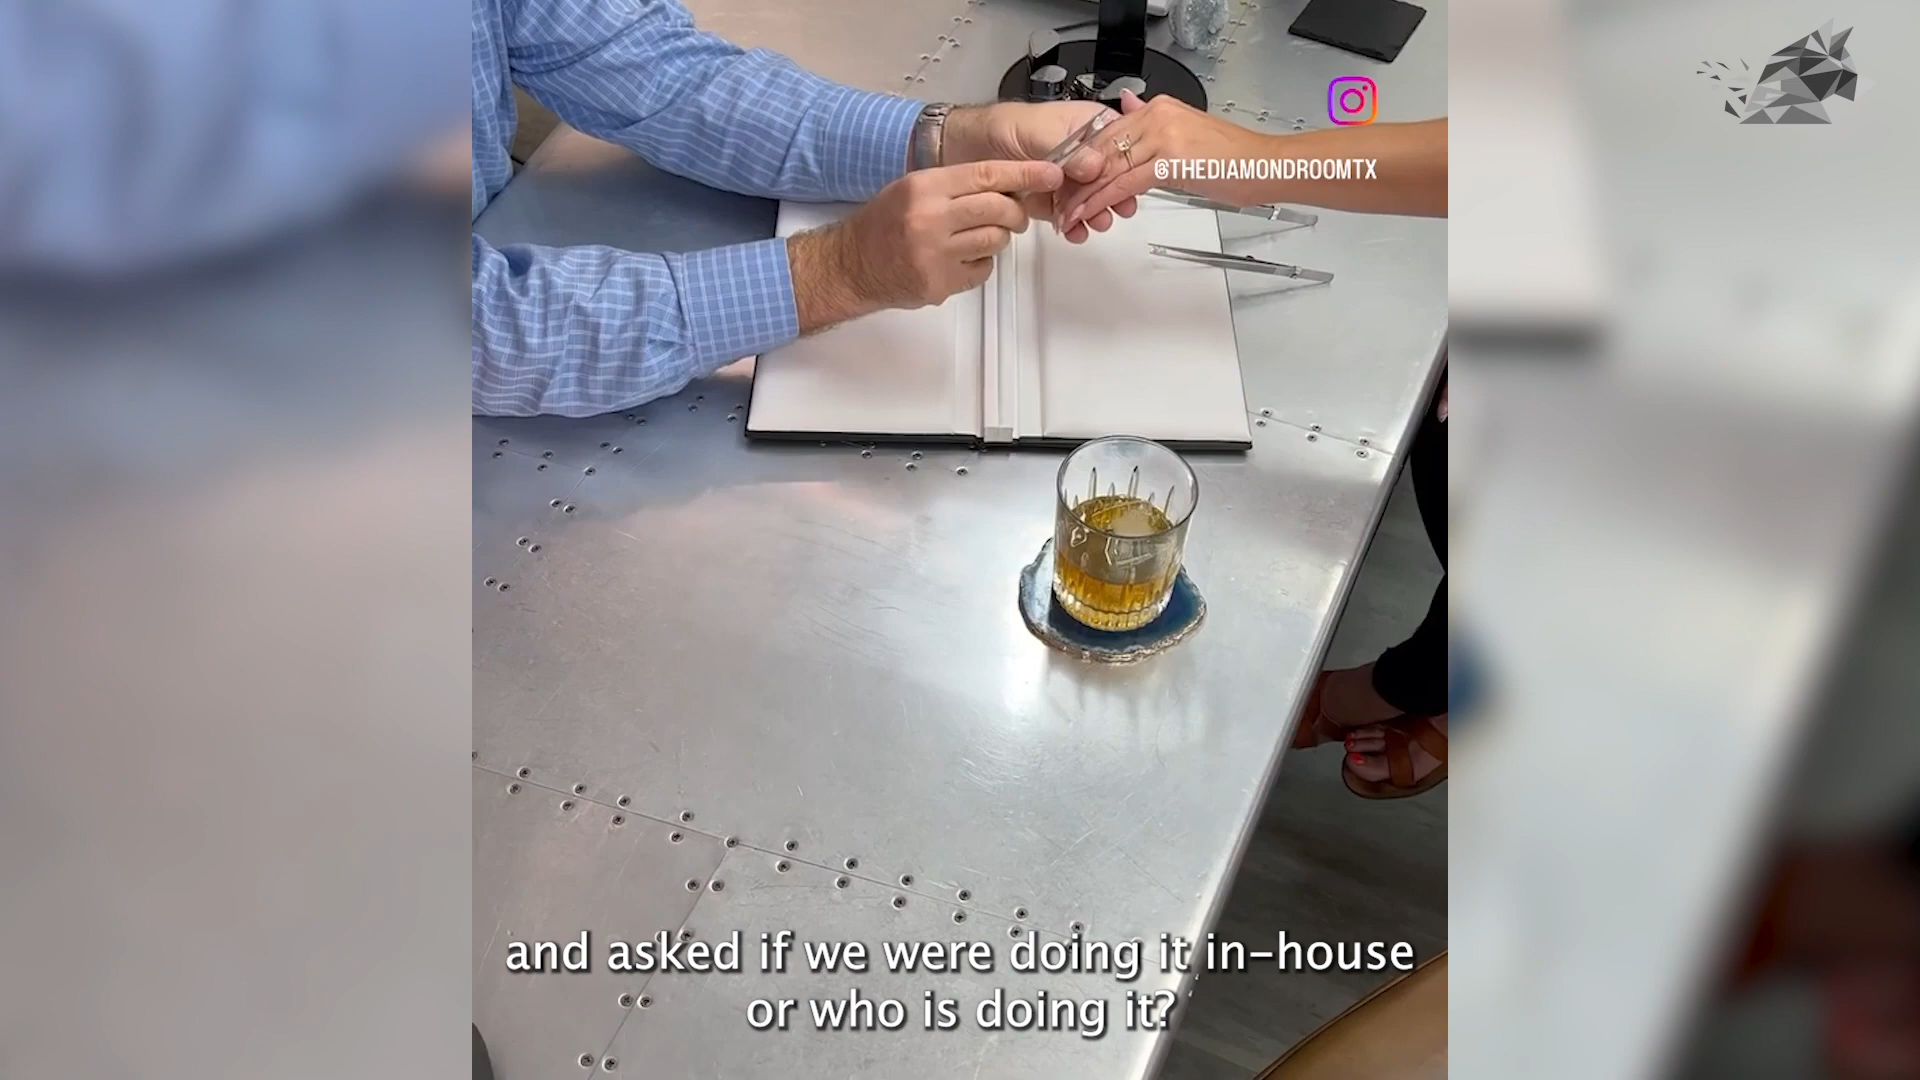 @THEDIAMONDROOMTX
and asked if we were doing it in-house
or who is doing it?